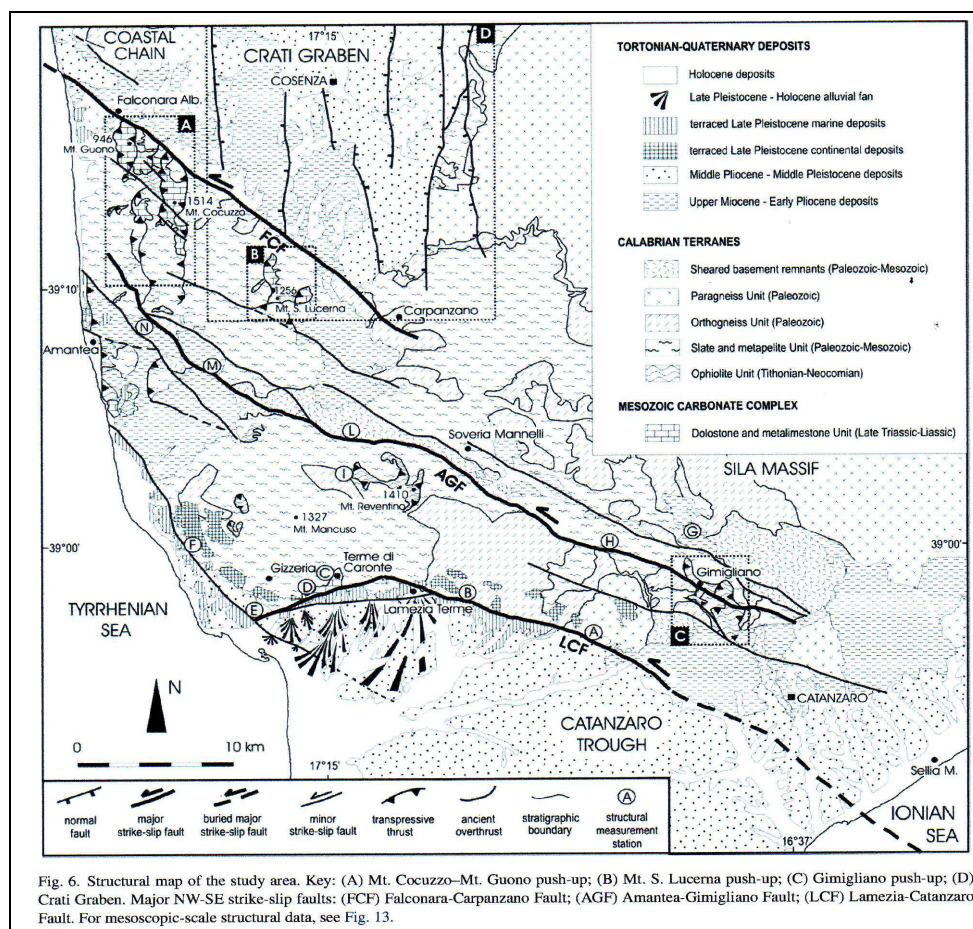 COASTAL
CHAIN
17°15'
CRATI GRABEN
D
COSENZA
Falconara Alb.
A
946
Mt. Guono
1514
Mt. Cocuzzo
FCF
B
1256
Mt. S. Lucerna
39°10'
Carpanzano
N
Amantea
M
L
Soveria Mannelli
AGF
SILA MASSIF
I
1410
Mt. Reventino
1327
Mt. Mancuso
G
H
39°00'
39°00'
F
Gimigliano
Terme di
Caronte
Gizzeria
C
D
B
E
Lamezia Terme
TYRRHENIAN
SEA
A
C
LCF
N
CATANZARO
0 10 km
CATANZARO
TROUGH
17°15'
Sellia M.
IONIAN
SEA
16°37'
TORTONIAN-QUATERNARY DEPOSITS
Holocene deposits
Late Pleistocene - Holocene alluvial fan
terraced Late Pleistocene marine deposits
terraced Late Pleistocene continental deposits
Middle Pliocene - Middle Pleistocene deposits
Upper Miocene - Early Pliocene deposits
CALABRIAN TERRANES
Sheared basement remnants (Paleozoic-Mesozoic)
Paragneiss Unit (Paleozoic)
Orthogneiss Unit (Paleozoic)
Slate and metapelite Unit (Paleozoic-Mesozoic)
Ophiolite Unit (Tithonian-Neocomian)
MESOZOIC CARBONATE COMPLEX
Dolostone and metalimestone Unit (Late Triassic-Liassic)
normal
fault
major
strike-slip fault
buried major
strike-slip fault
minor
strike-slip fault
transpressive
thrust
ancient
overthrust
stratigraphic
boundary
A
structural
measurement
station
Fig. 6. Structural map of the study area. Key: (A) Mt. Cocuzzo–Mt. Guono push-up; (B) Mt. S. Lucerna push-up; (C) Gimigliano push-up; (D)
Crati Graben. Major NW-SE strike-slip faults: (FCF) Falconara-Carpanzano Fault; (AGF) Amantea-Gimigliano Fault; (LCF) Lamezia-Catanzaro
Fault. For mesoscopic-scale structural data, see Fig. 13.